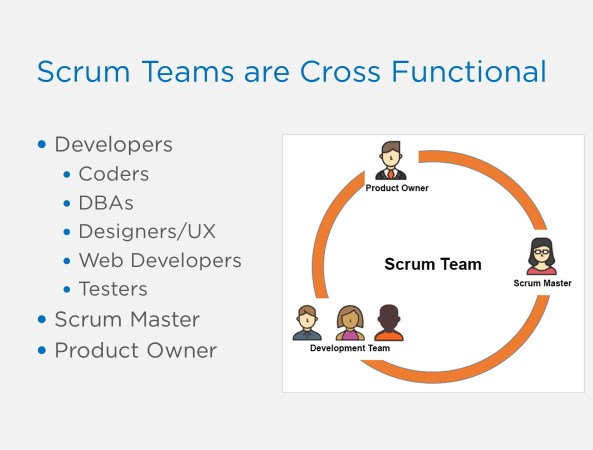 Scrum Teams are Cross Functional
• Developers
• Coders
• DBAs
• Designers/UX
• Web Developers
• Testers
• Scrum Master
• Product Owner
Product Owner
Scrum Team
Scrum Master
Development Team